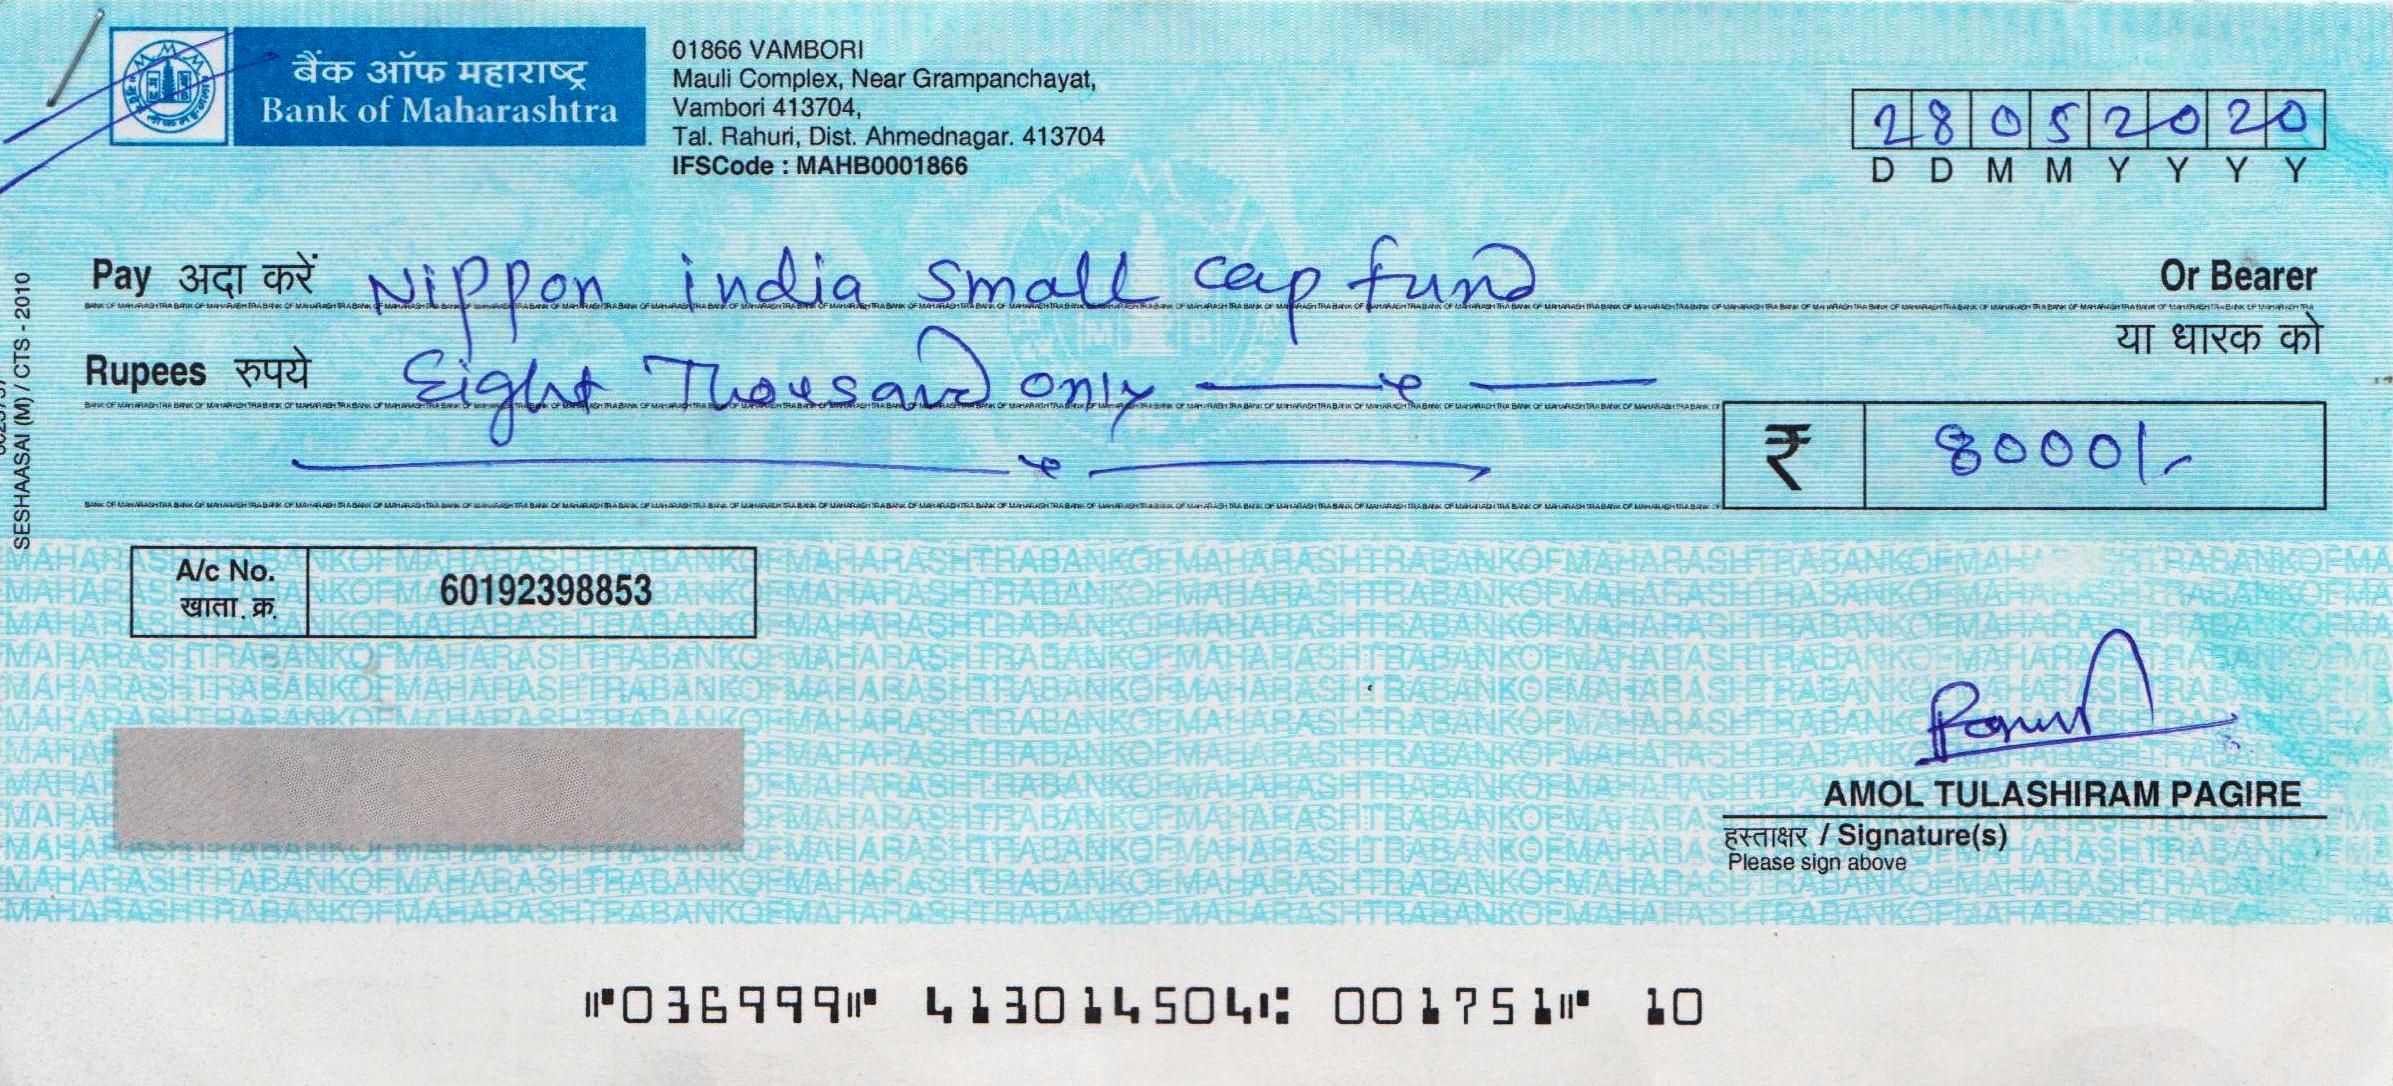 बैंक ऑफ महाराष्ट्र
Bank of Maharashtra
01866 VAMBORI
Mauli Complex, Near Grampanchayat,
Vambori 413704,
Tal. Rahuri, Dist. Ahmednagar. 413704
IFSCode : MAHB0001866
28052020
D D M M Y Y Y Y
Pay अदा करें Nippon india small cap fund Or Bearer
या धारक को
Rupees रुपये Eight Thousand only
₹ 8000/-
A/c No. 60192398853
खाता. क्र.
SESHAASAI (M) / CTS - 2010
AMOL TULASHIRAM PAGIRE
हस्ताक्षर / Signature(s)
Please sign above
⑈036999⑈ 413014504⑆ 001751⑈ 10